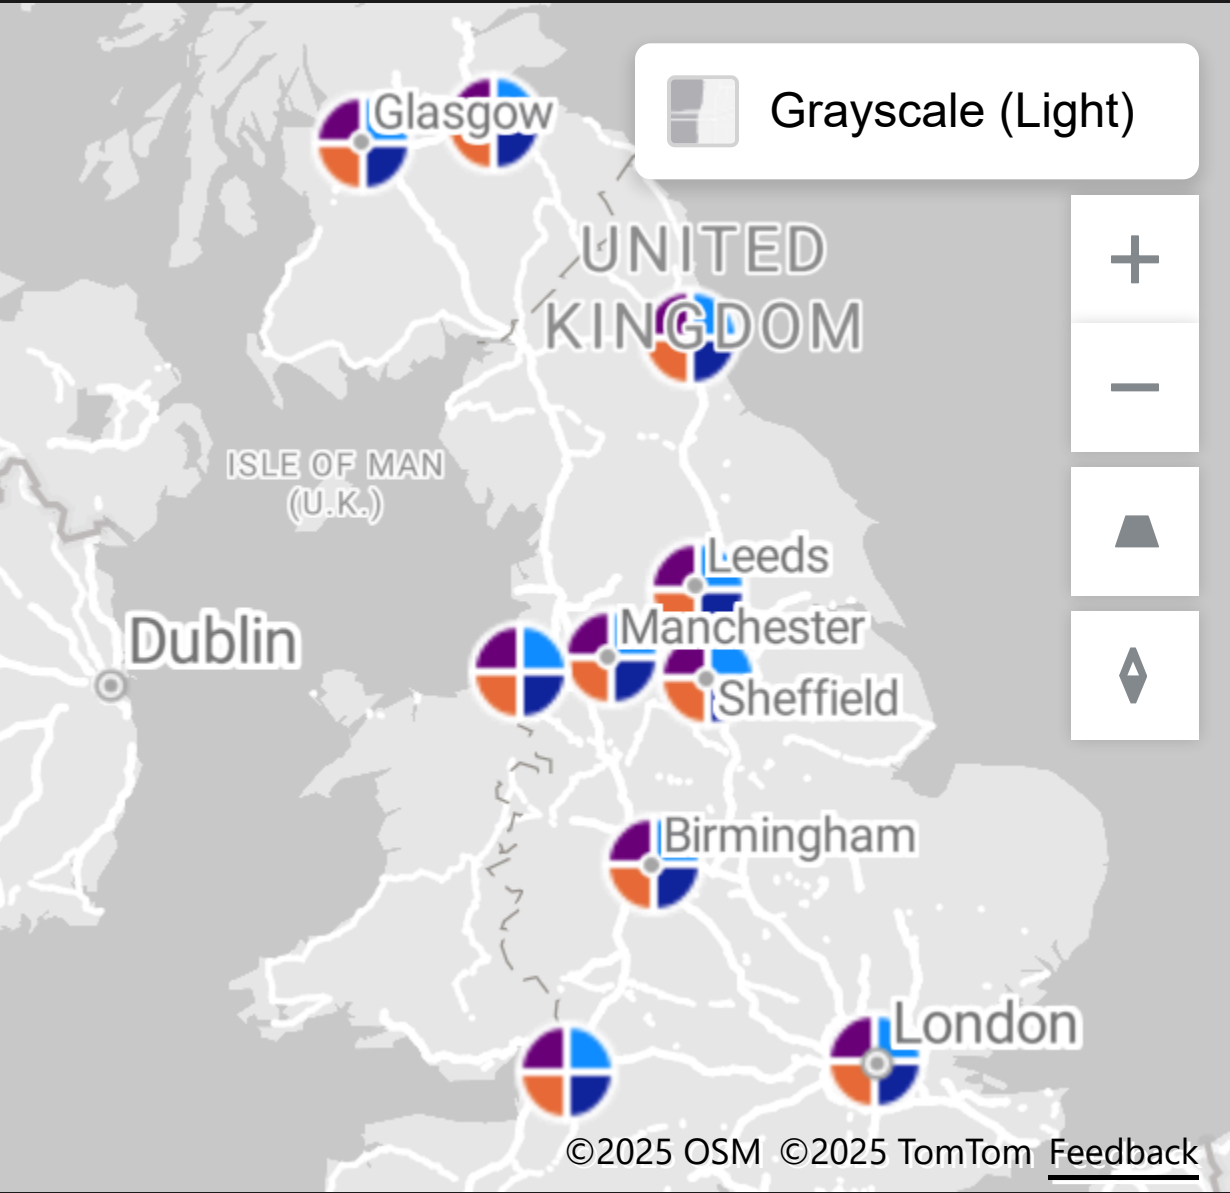 Glasgow
Grayscale (Light)
UNITED
KINGDOM
ISLE OF MAN
(U.K.)
Leeds
Dublin
Manchester
Sheffield
Birmingham
London
©2025 OSM ©2025 TomTom Feedback